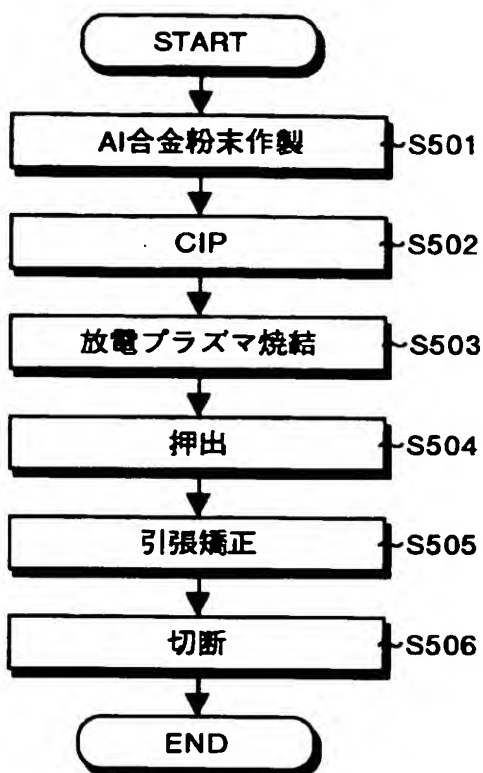 START
Al合金粉末作製
S501
CIP
S502
放電プラズマ焼結
S503
押出
S504
引張矯正
S505
切断
S506
END